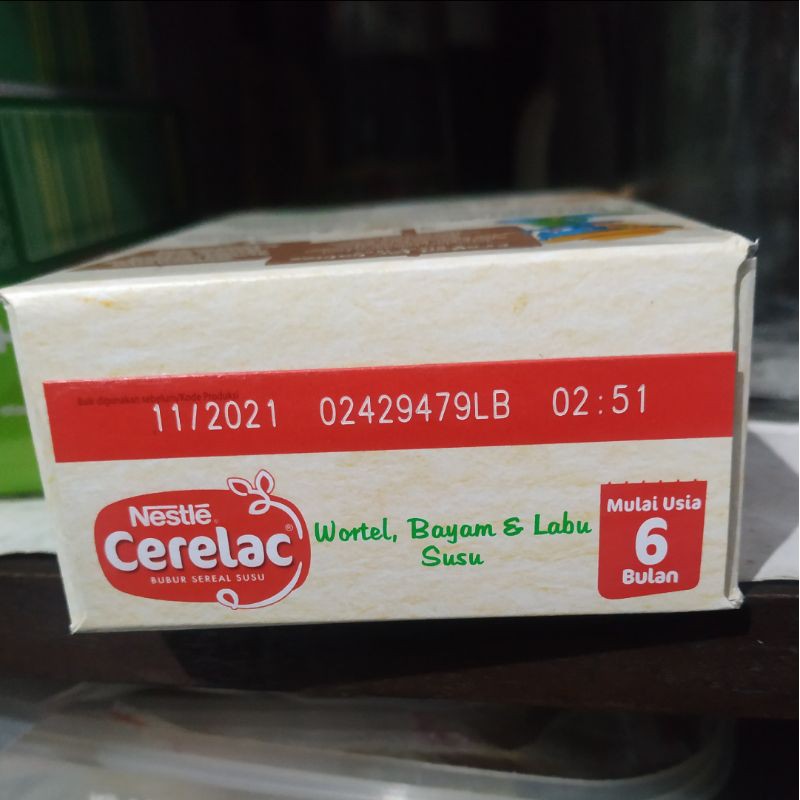 Baik digunakan sebelum/Kode Produksi
11/2021 02429479LB 02:51
Nestlé
Cerelac®
BUBUR SEREAL SUSU
Wortel, Bayam & Labu
Susu
Mulai Usia
6
Bulan